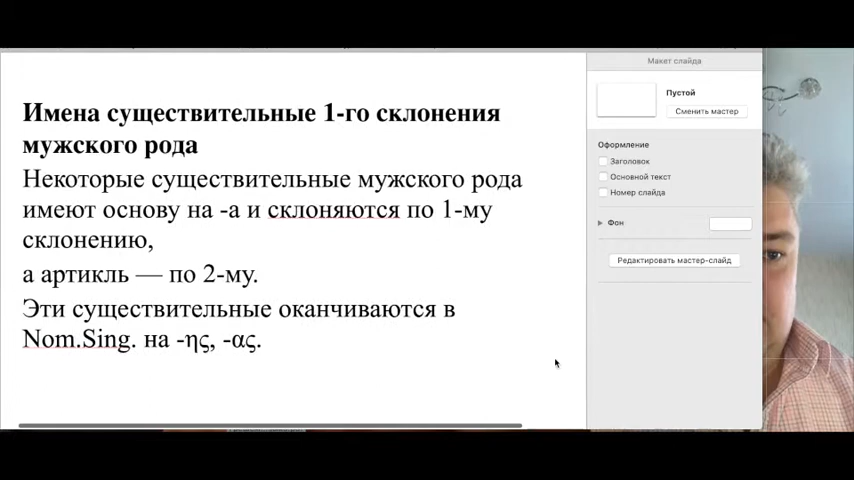 Имена существительные 1-го склонения
мужского рода
Некоторые существительные мужского рода
имеют основу на -а и склоняются по 1-му
склонению,
а артикль — по 2-му.
Эти существительные оканчиваются в
Nom.Sing. на -ης, -ας.
Макет слайда
Пустой
Сменить мастер
Оформление
Заголовок
Основной текст
Номер слайда
Фон
Редактировать мастер-слайд